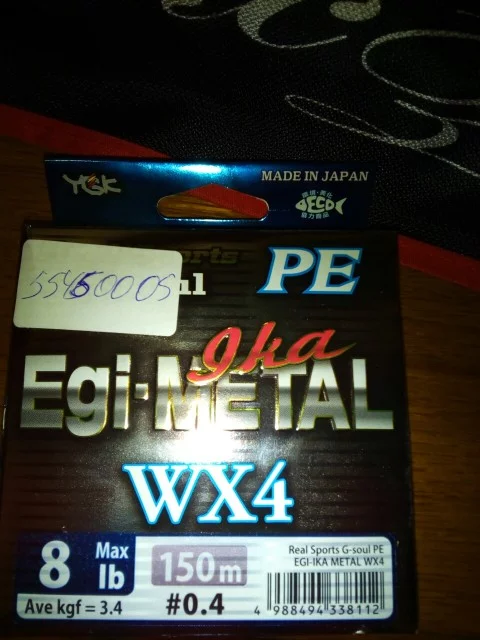 YGK
MADE IN JAPAN
ECO
55450005
PE
Ika
Egi-METAL
WX4
8 Max lb
150m
Ave kgf = 3.4
#0.4
Real Sports G-soul PE
EGI-IKA METAL WX4
4 988494 338112